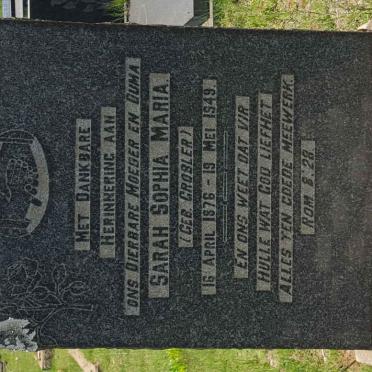 MET DANKBARE
HERINNERING AAN
ONS DIERBARE MOEDER EN OUMA
SARAH SOPHIA MARIA
(GEB. GROBLER)
16 APRIL 1876 – 19 MEI 1949.
EN ONS WEET DAT VIR
HULLE WAT GOD LIEFHET
ALLES TEN GOEDE MEEWERK
ROM. 8:28.